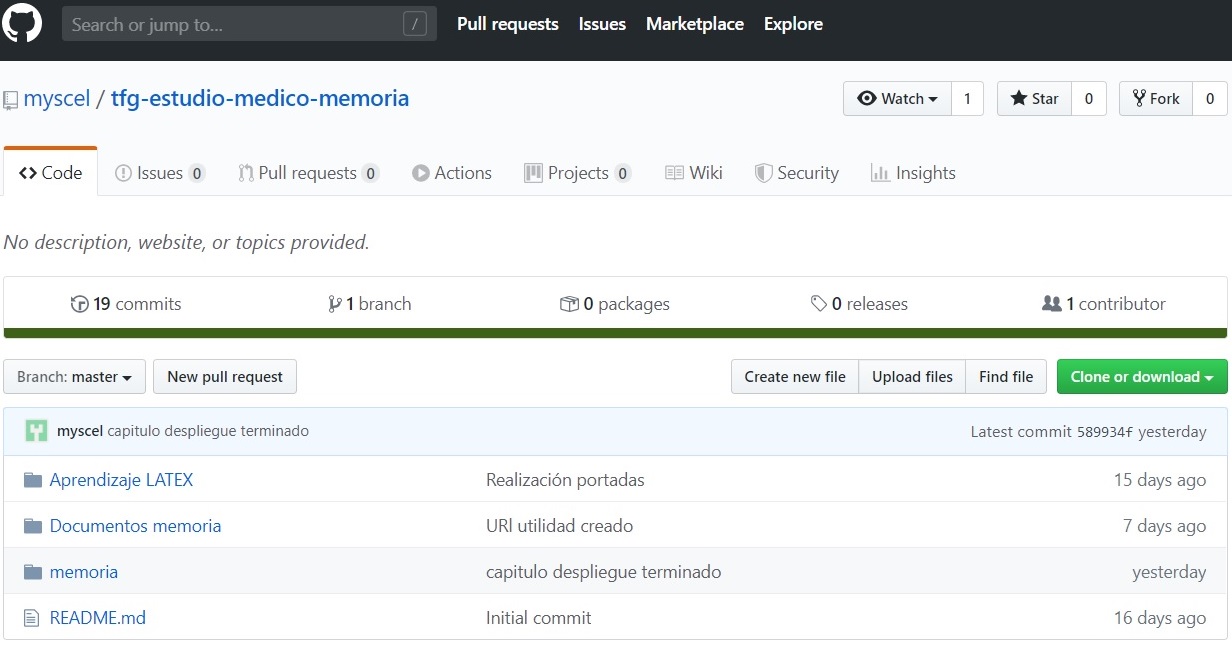 Search or jump to... /
Pull requests Issues Marketplace Explore
myscel / tfg-estudio-medico-memoria
Watch 1 Star 0 Fork 0
Code Issues 0 Pull requests 0 Actions Projects 0 Wiki Security Insights
No description, website, or topics provided.
19 commits 1 branch 0 packages 0 releases 1 contributor
Branch: master New pull request Create new file Upload files Find file Clone or download
myscel capitulo despliegue terminado Latest commit 589934f yesterday
Aprendizaje LATEX Realización portadas 15 days ago
Documentos memoria URl utilidad creado 7 days ago
memoria capitulo despliegue terminado yesterday
README.md Initial commit 16 days ago